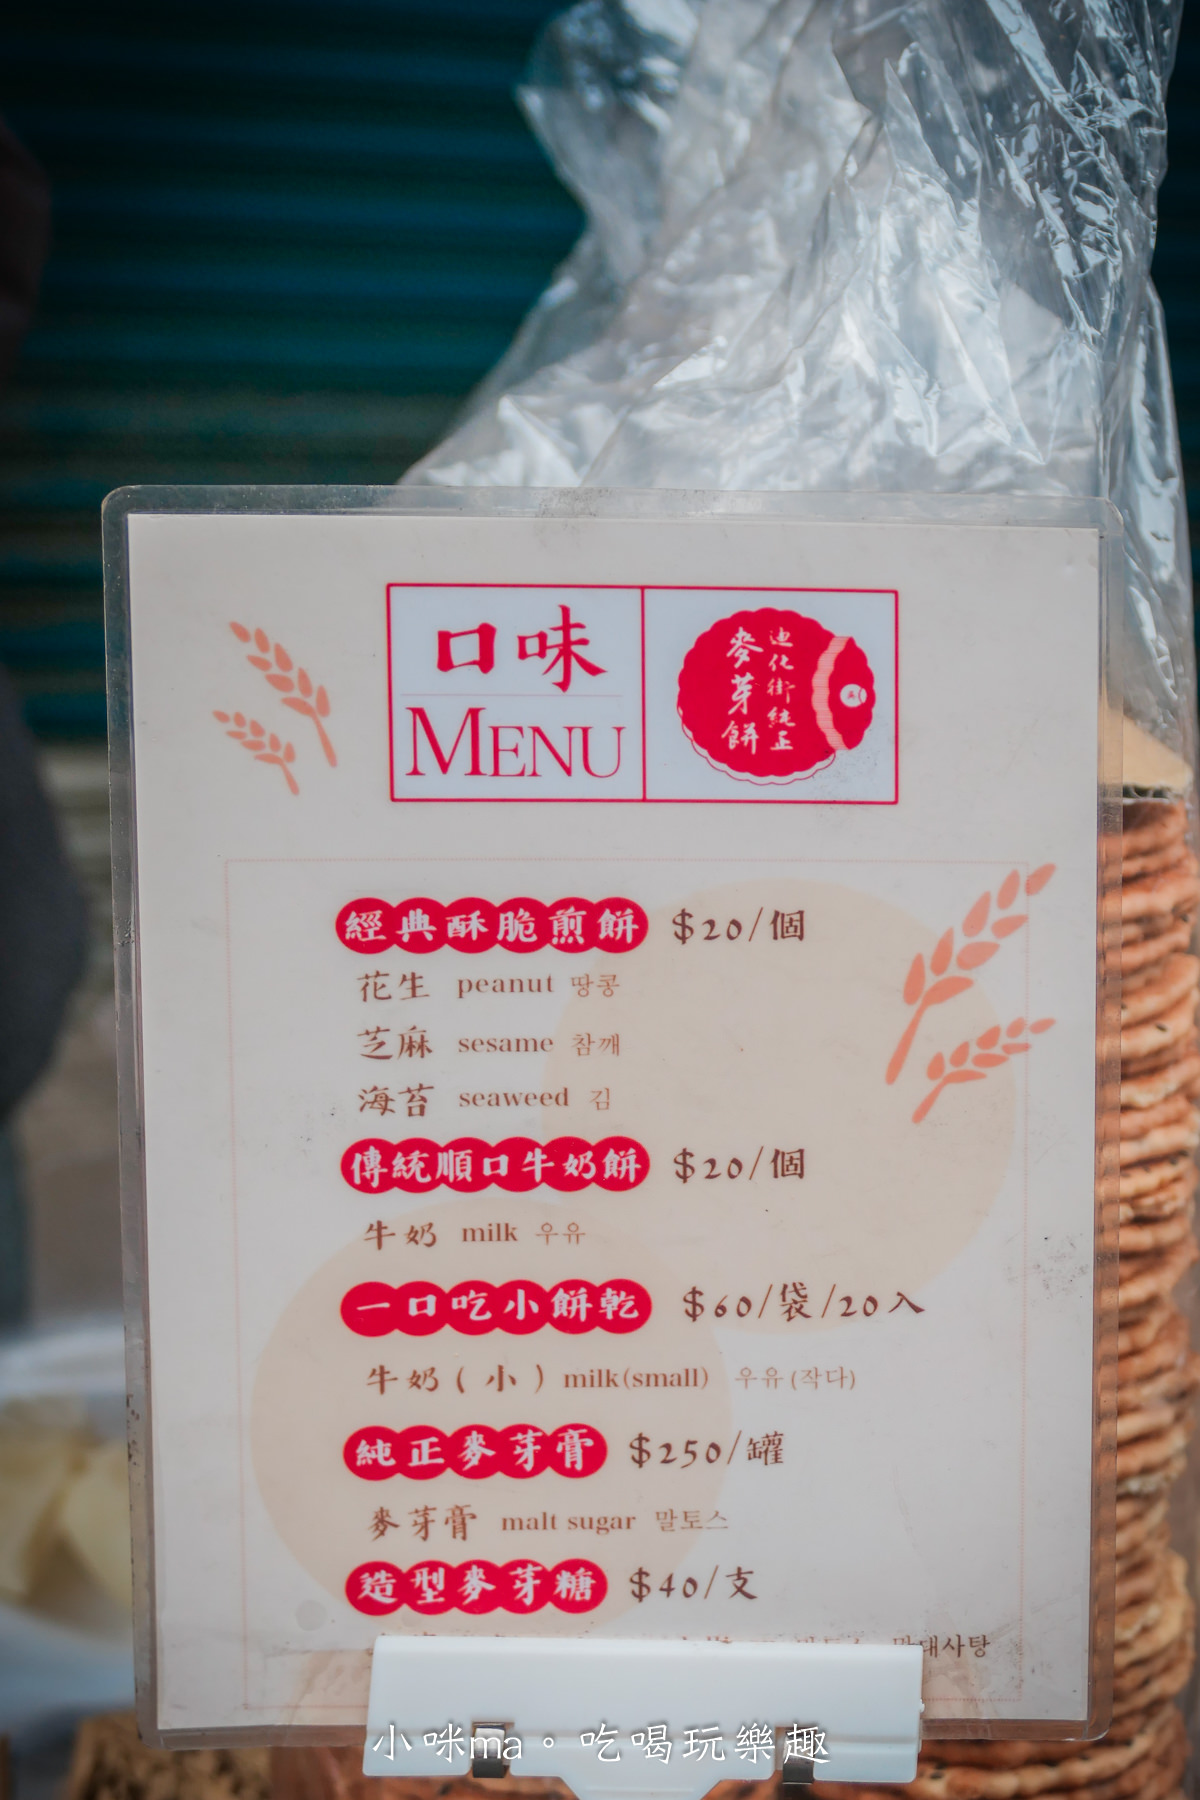 口味
MENU
迪化街純正
麥芽餅
經典酥脆煎餅 $20/個
花生 peanut 땅콩
芝麻 sesame 참깨
海苔 seaweed 김
傳統順口牛奶餅 $20/個
牛奶 milk 우유
一口吃小餅乾 $60/袋/20入
牛奶(小) milk(small) 우유(작다)
純正麥芽膏 $250/罐
麥芽膏 malt sugar 말토스
造型麥芽糖 $40/支
막대사탕
小咪ma。吃喝玩樂趣